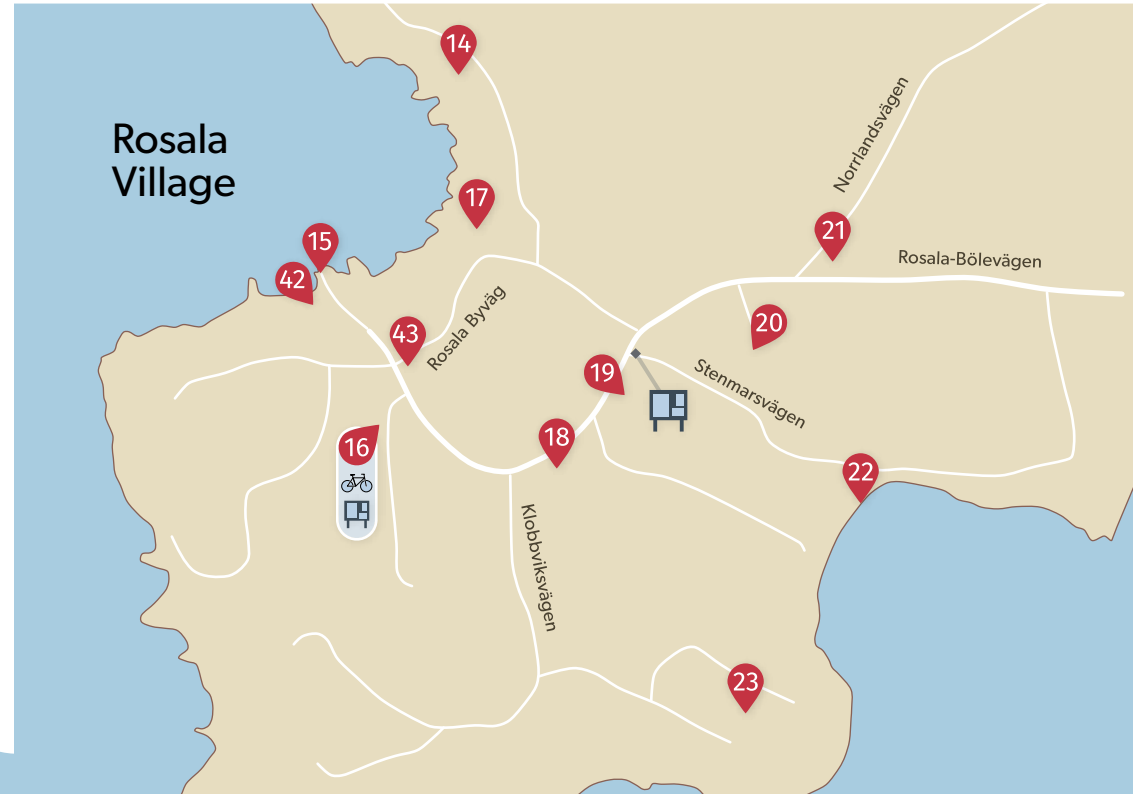 14
Norrlandsvägen
Rosala
Village
17
15
21
Rosala-Bölevägen
42
20
43
Rosala Byväg
19
Stenmarsvägen
18
16
22
Klobbviksvägen
23